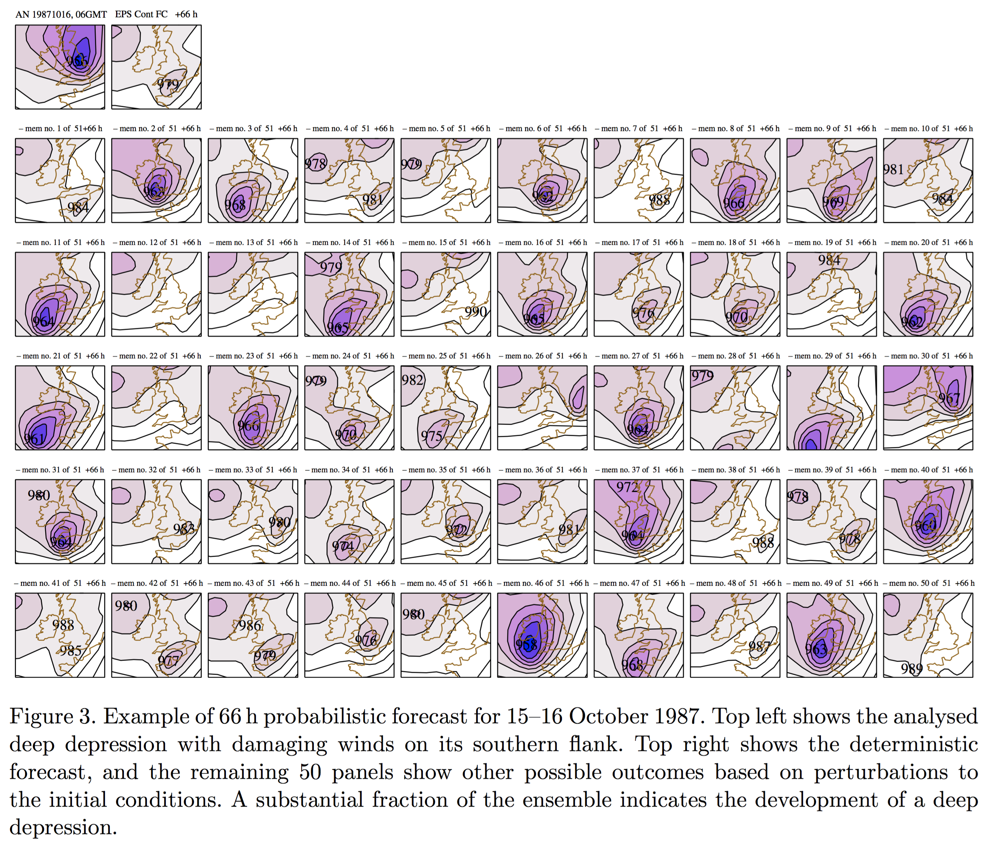 AN 19871016, 06GMT EPS Cont FC +66 h
979
– mem no. 1 of 51+66 h – mem no. 2 of 51 +66 h – mem no. 3 of 51 +66 h – mem no. 4 of 51 +66 h – mem no. 5 of 51 +66 h – mem no. 6 of 51 +66 h – mem no. 7 of 51 +66 h – mem no. 8 of 51 +66 h – mem no. 9 of 51 +66 h – mem no. 10 of 51 +66 h
978 979 981
984 968 981 962 988 966 969 984
– mem no. 11 of 51 +66 h – mem no. 12 of 51 +66 h – mem no. 13 of 51 +66 h – mem no. 14 of 51 +66 h – mem no. 15 of 51 +66 h – mem no. 16 of 51 +66 h – mem no. 17 of 51 +66 h – mem no. 18 of 51 +66 h – mem no. 19 of 51 +66 h – mem no. 20 of 51 +66 h
979 984
964 965 990 965 976 970 962
– mem no. 21 of 51 +66 h – mem no. 22 of 51 +66 h – mem no. 23 of 51 +66 h – mem no. 24 of 51 +66 h – mem no. 25 of 51 +66 h – mem no. 26 of 51 +66 h – mem no. 27 of 51 +66 h – mem no. 28 of 51 +66 h – mem no. 29 of 51 +66 h – mem no. 30 of 51 +66 h
979 982 979 967
961 966 970 975 964
– mem no. 31 of 51 +66 h – mem no. 32 of 51 +66 h – mem no. 33 of 51 +66 h – mem no. 34 of 51 +66 h – mem no. 35 of 51 +66 h – mem no. 36 of 51 +66 h – mem no. 37 of 51 +66 h – mem no. 38 of 51 +66 h – mem no. 39 of 51 +66 h – mem no. 40 of 51 +66 h
980 972 978
964 983 980 974 972 981 964 988 978
– mem no. 41 of 51 +66 h – mem no. 42 of 51 +66 h – mem no. 43 of 51 +66 h – mem no. 44 of 51 +66 h – mem no. 45 of 51 +66 h – mem no. 46 of 51 +66 h – mem no. 47 of 51 +66 h – mem no. 48 of 51 +66 h – mem no. 49 of 51 +66 h – mem no. 50 of 51 +66 h
988 980 986 980
985 977 979 976 958 968 987 963 989
Figure 3. Example of 66 h probabilistic forecast for 15–16 October 1987. Top left shows the analysed
deep depression with damaging winds on its southern flank. Top right shows the deterministic
forecast, and the remaining 50 panels show other possible outcomes based on perturbations to
the initial conditions. A substantial fraction of the ensemble indicates the development of a deep
depression.